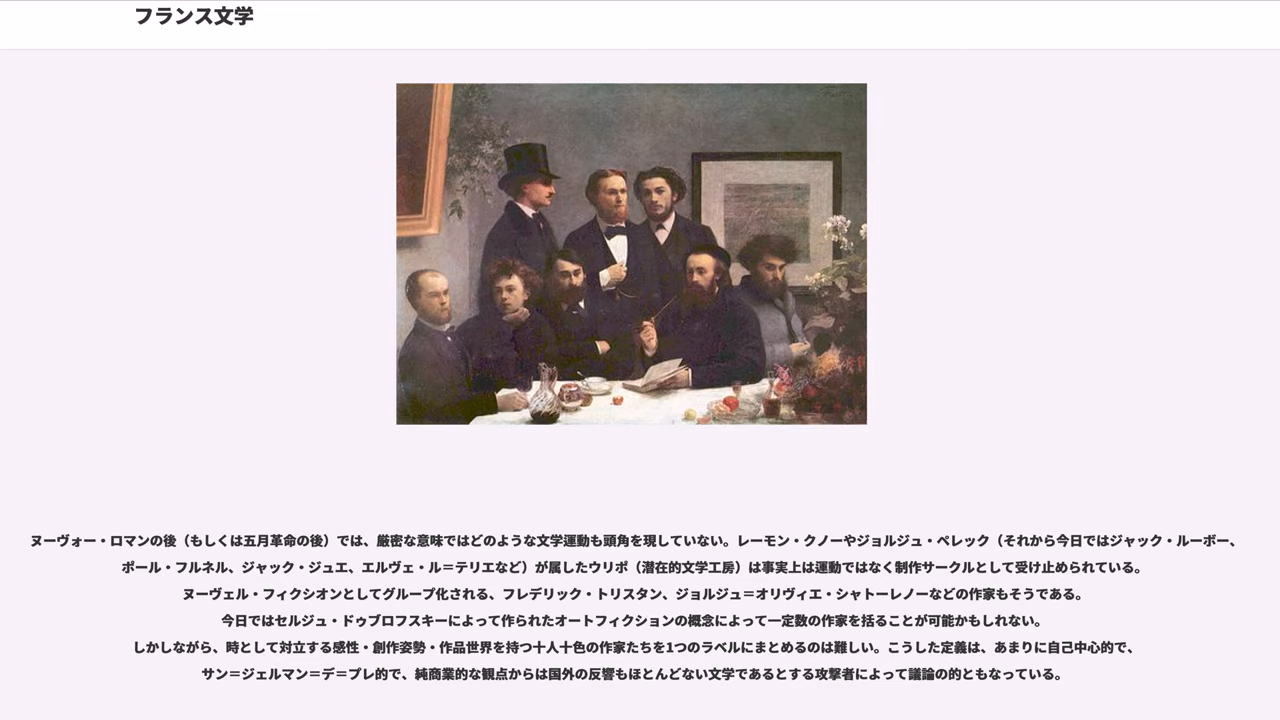 フランス文学
ヌーヴォー・ロマンの後（もしくは五月革命の後）では、厳密な意味ではどのような文学運動も頭角を現していない。レーモン・クノーやジョルジュ・ペレック（それから今日ではジャック・ルーボー、
ポール・フルネル、ジャック・ジュエ、エルヴェ・ル＝テリエなど）が属したウリポ（潜在的文学工房）は事実上は運動ではなく制作サークルとして受け止められている。
ヌーヴェル・フィクシオンとしてグループ化される、フレデリック・トリスタン、ジョルジュ＝オリヴィエ・シャトーレノーなどの作家もそうである。
今日ではセルジュ・ドゥブロフスキーによって作られたオートフィクションの概念によって一定数の作家を括ることが可能かもしれない。
しかしながら、時として対立する感性・創作姿勢・作品世界を持つ十人十色の作家たちを1つのラベルにまとめるのは難しい。こうした定義は、あまりに自己中心的で、
サン＝ジェルマン＝デ＝プレ的で、純商業的な観点からは国外の反響もほとんどない文学であるとする攻撃者によって議論の的ともなっている。